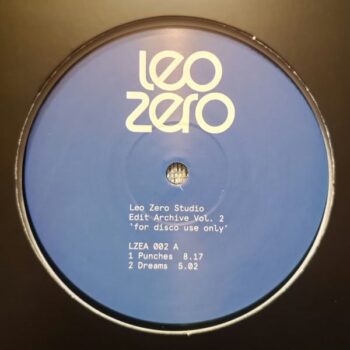 leo
zero
Leo Zero Studio
Edit Archive Vol. 2
'for disco use only'
LZEA 002 A
1 Punches 8.17
2 Dreams 5.02